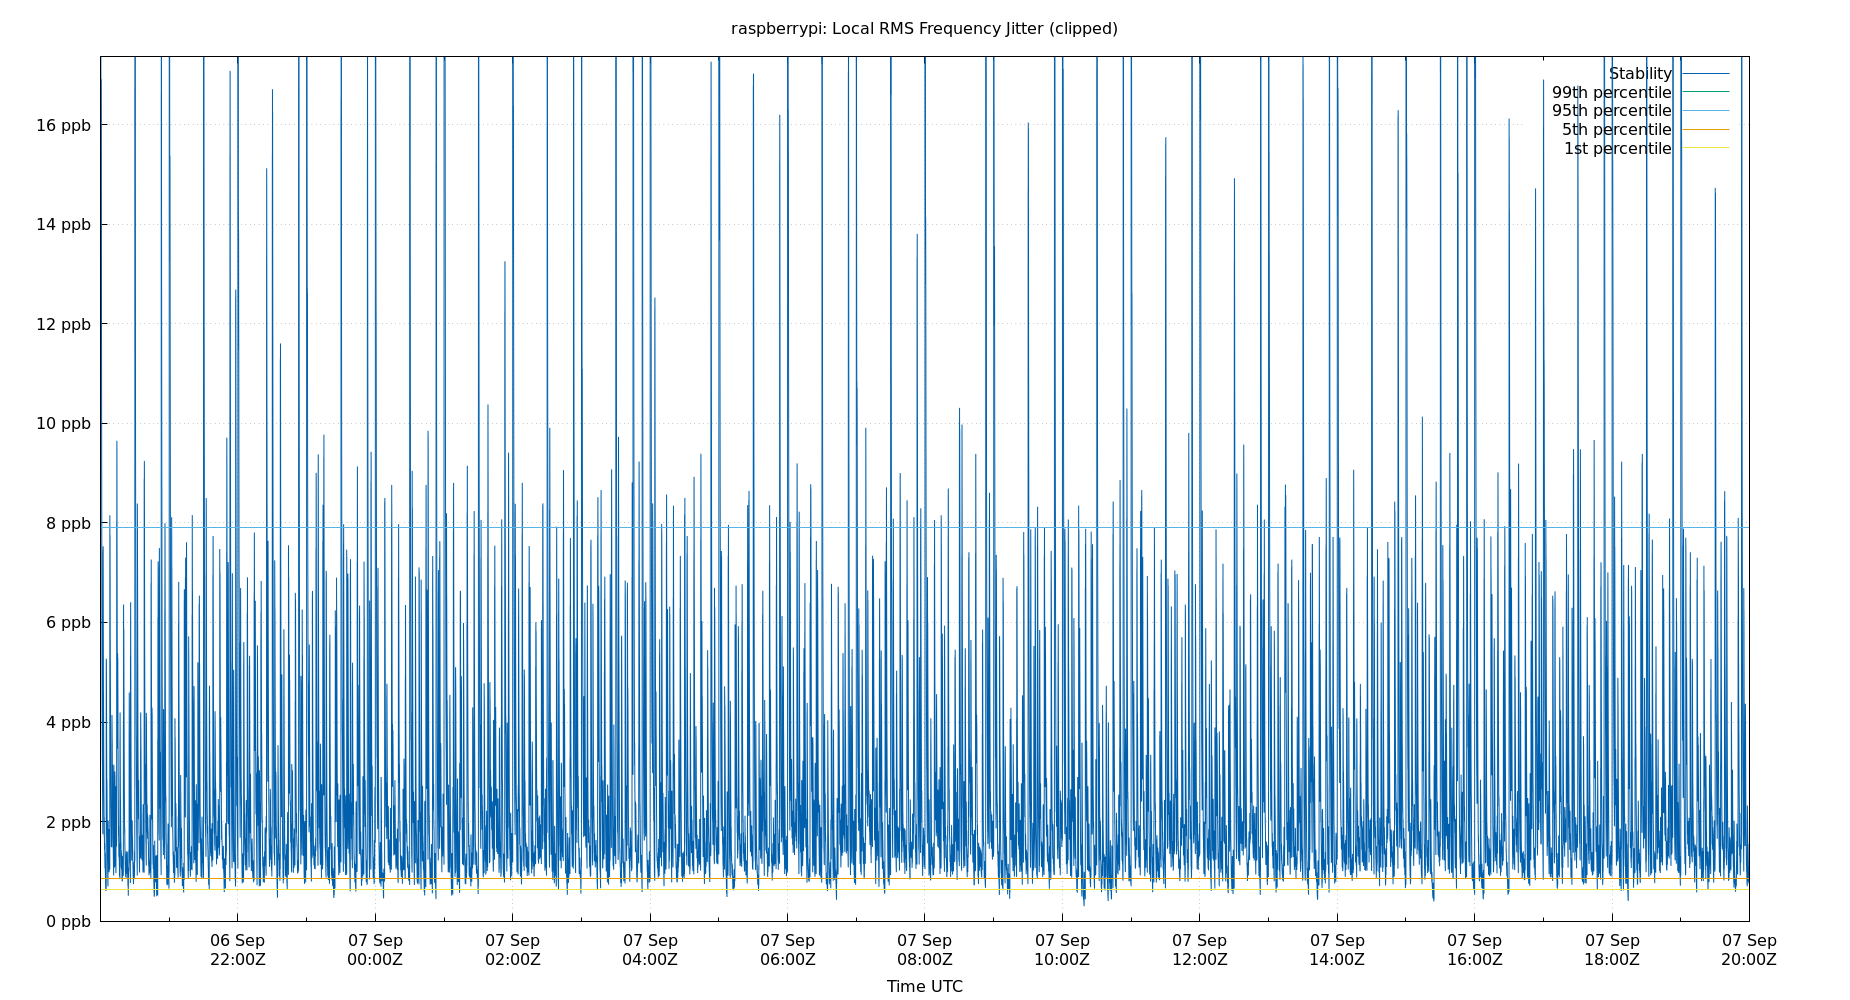 raspberrypi: Local RMS Frequency Jitter (clipped)
Stability
99th percentile
95th percentile
5th percentile
1st percentile
16 ppb
14 ppb
12 ppb
10 ppb
8 ppb
6 ppb
4 ppb
2 ppb
0 ppb
06 Sep 07 Sep 07 Sep 07 Sep 07 Sep 07 Sep 07 Sep 07 Sep 07 Sep 07 Sep 07 Sep 07 Sep
22:00Z 00:00Z 02:00Z 04:00Z 06:00Z 08:00Z 10:00Z 12:00Z 14:00Z 16:00Z 18:00Z 20:00Z
Time UTC